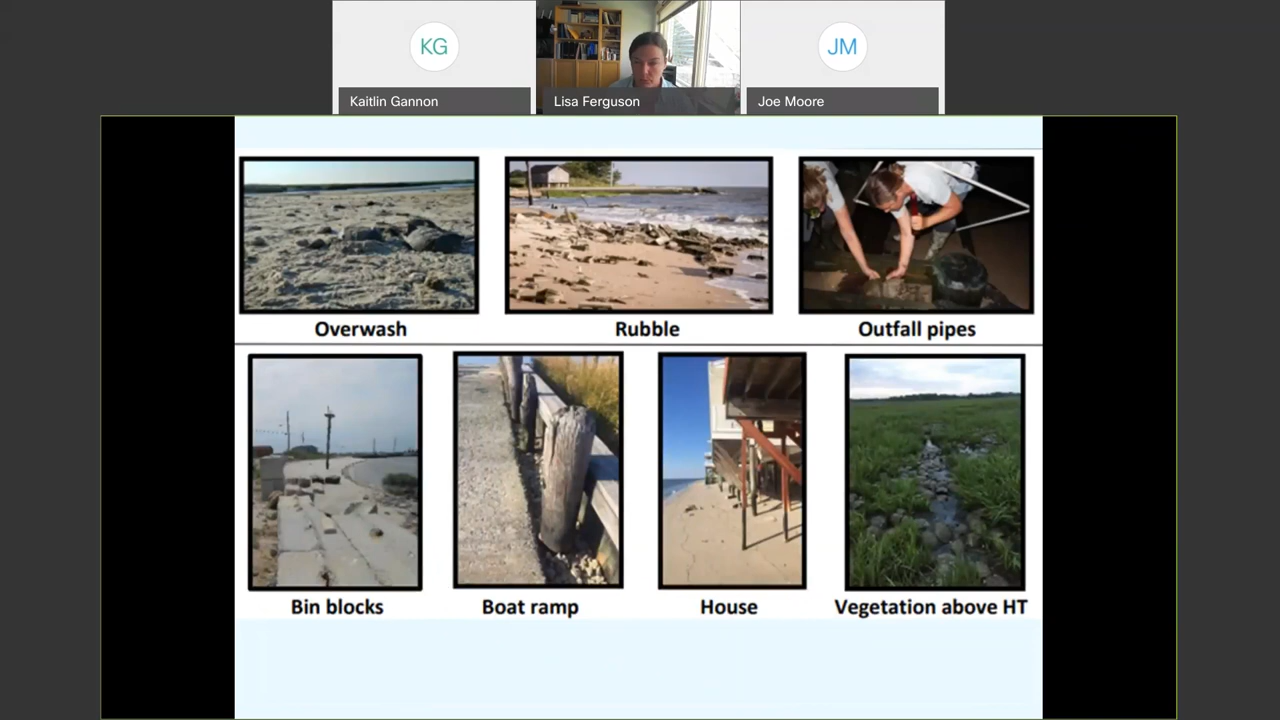 KG
JM
Kaitlin Gannon
Lisa Ferguson
Joe Moore
Overwash
Rubble
Outfall pipes
Bin blocks
Boat ramp
House
Vegetation above HT